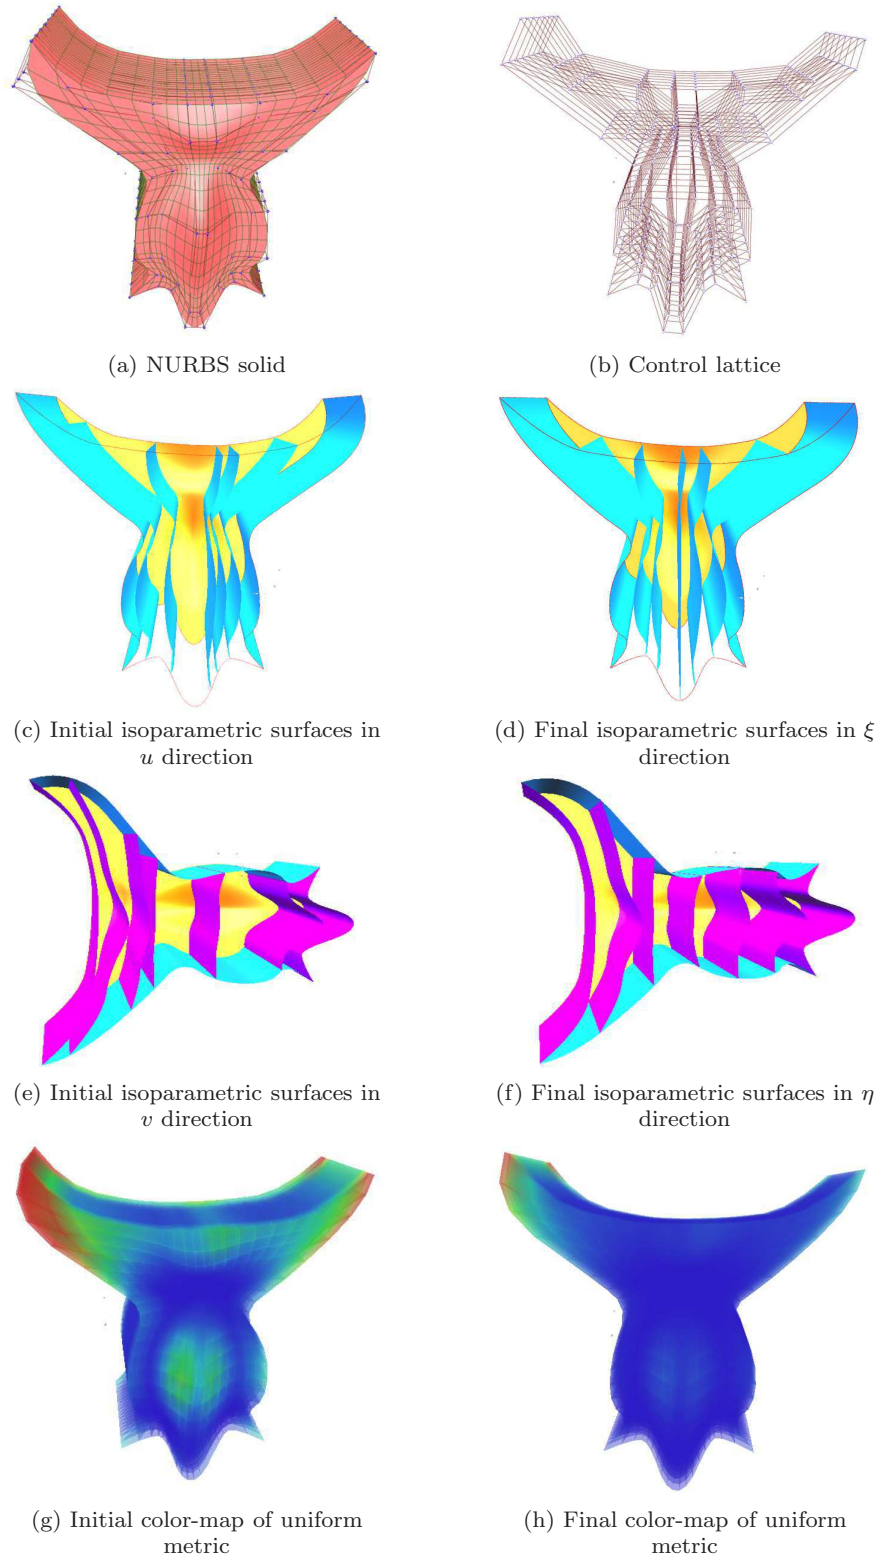 (a) NURBS solid
(b) Control lattice
(c) Initial isoparametric surfaces in
u direction
(d) Final isoparametric surfaces in ξ
direction
(e) Initial isoparametric surfaces in
v direction
(f) Final isoparametric surfaces in η
direction
(g) Initial color-map of uniform
metric
(h) Final color-map of uniform
metric